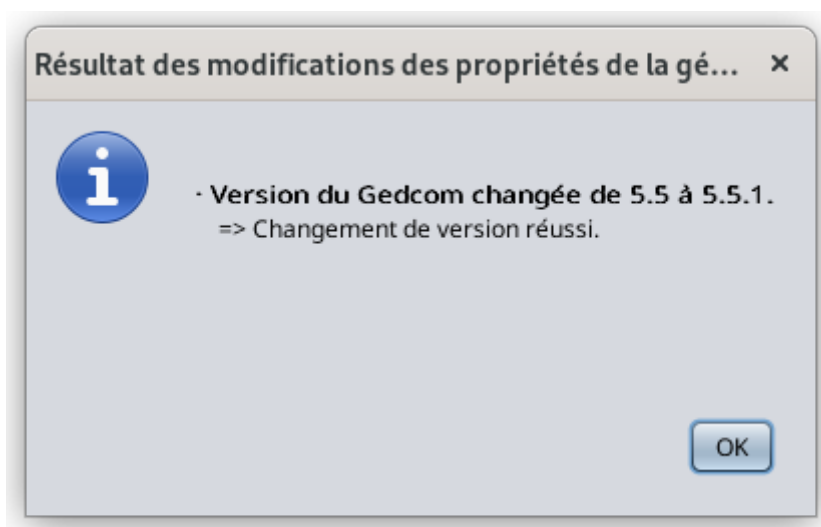 Résultat des modifications des propriétés de la gé...
· Version du Gedcom changée de 5.5 à 5.5.1.
=> Changement de version réussi.
OK